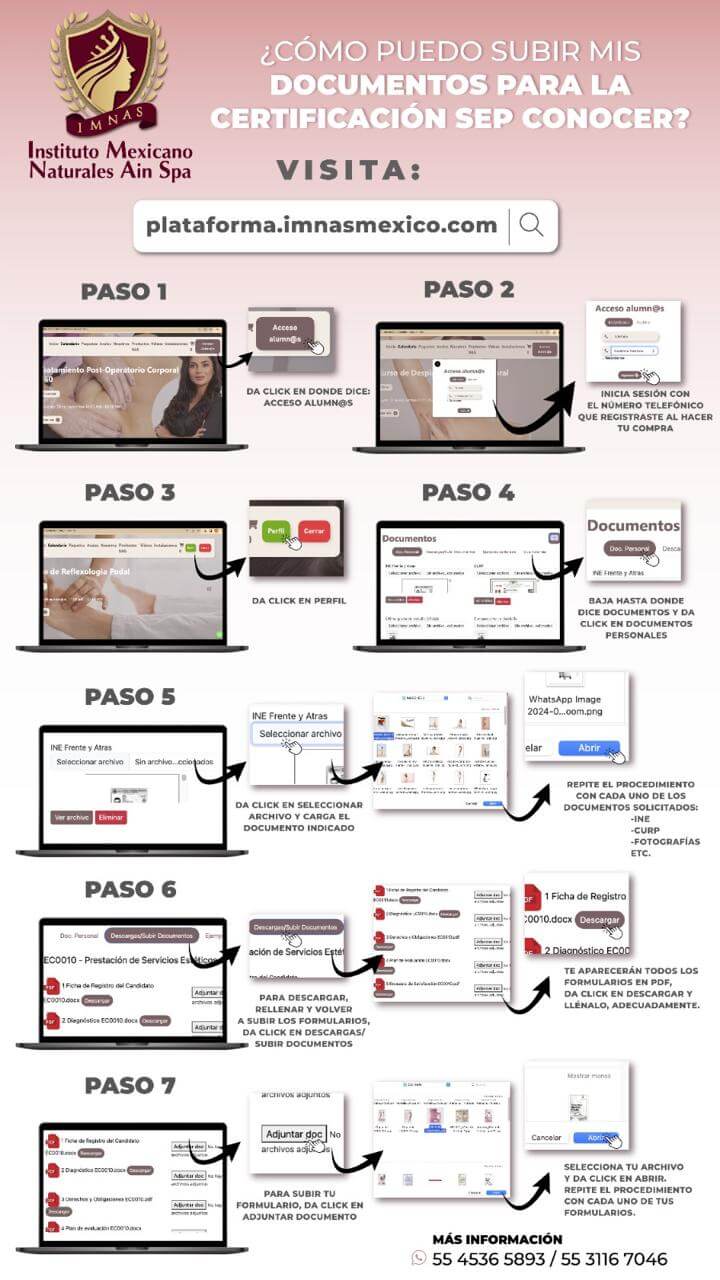 ¿CÓMO PUEDO SUBIR MIS
DOCUMENTOS PARA LA
CERTIFICACIÓN SEP CONOCER?
IMNAS
Instituto Mexicano
Naturales Ain Spa
VISITA:
plataforma.imnasmexico.com
PASO 1
Acceso
alumn@s
DA CLICK EN DONDE DICE:
ACCESO ALUMN@S
PASO 2
Acceso alumn@s
INICIA SESIÓN CON
EL NÚMERO TELEFÓNICO
QUE REGISTRASTE AL HACER
TU COMPRA
PASO 3
de Reflexología Podal
Perfil
Cerrar
DA CLICK EN PERFIL
PASO 4
Documentos
Documentos
Doc. Personal
INE Frente y Atras
BAJA HASTA DONDE
DICE DOCUMENTOS Y DA
CLICK EN DOCUMENTOS
PERSONALES
PASO 5
INE Frente y Atras
Seleccionar archivo
Ver archivo Eliminar
INE Frente y Atras
Seleccionar archivo
DA CLICK EN SELECCIONAR
ARCHIVO Y CARGA EL
DOCUMENTO INDICADO
WhatsApp Image
2024-0...oom.png
elar Abrir
REPITE EL PROCEDIMIENTO
CON CADA UNO DE LOS
DOCUMENTOS SOLICITADOS:
-INE
-CURP
-FOTOGRAFÍAS
ETC.
PASO 6
Doc. Personal Descargas/Subir Documentos
EC0010 - Prestación de Servicios Estéticos
1 Ficha de Registro del Candidato
EC0010.docx Descargar
2 Diagnóstico EC0010.docx Descargar
Descargas/Subir Documentos
ación de Servicios Estét
PARA DESCARGAR,
RELLENAR Y VOLVER
A SUBIR LOS FORMULARIOS,
DA CLICK EN DESCARGAS/
SUBIR DOCUMENTOS
1 Ficha de Registro
C0010.docx Descargar
2 Diagnóstico EC00
TE APARECERÁN TODOS LOS
FORMULARIOS EN PDF,
DA CLICK EN DESCARGAR Y
LLÉNALO, ADECUADAMENTE.
PASO 7
1 Ficha de Registro del Candidato
EC0010.docx Descargar
2 Diagnóstico EC0010.docx Descargar
3 Derechos y Obligaciones EC0010.pdf
Descargar
4 Plan de evaluación EC0010.docx
archivos adjuntos
Adjuntar doc No
archivos adjuntos
PARA SUBIR TU
FORMULARIO, DA CLICK EN
ADJUNTAR DOCUMENTO
Mostrar menos
Cancelar Abrir
SELECCIONA TU ARCHIVO
Y DA CLICK EN ABRIR.
REPITE EL PROCEDIMIENTO
CON CADA UNO DE TUS
FORMULARIOS.
MÁS INFORMACIÓN
55 4536 5893 / 55 3116 7046